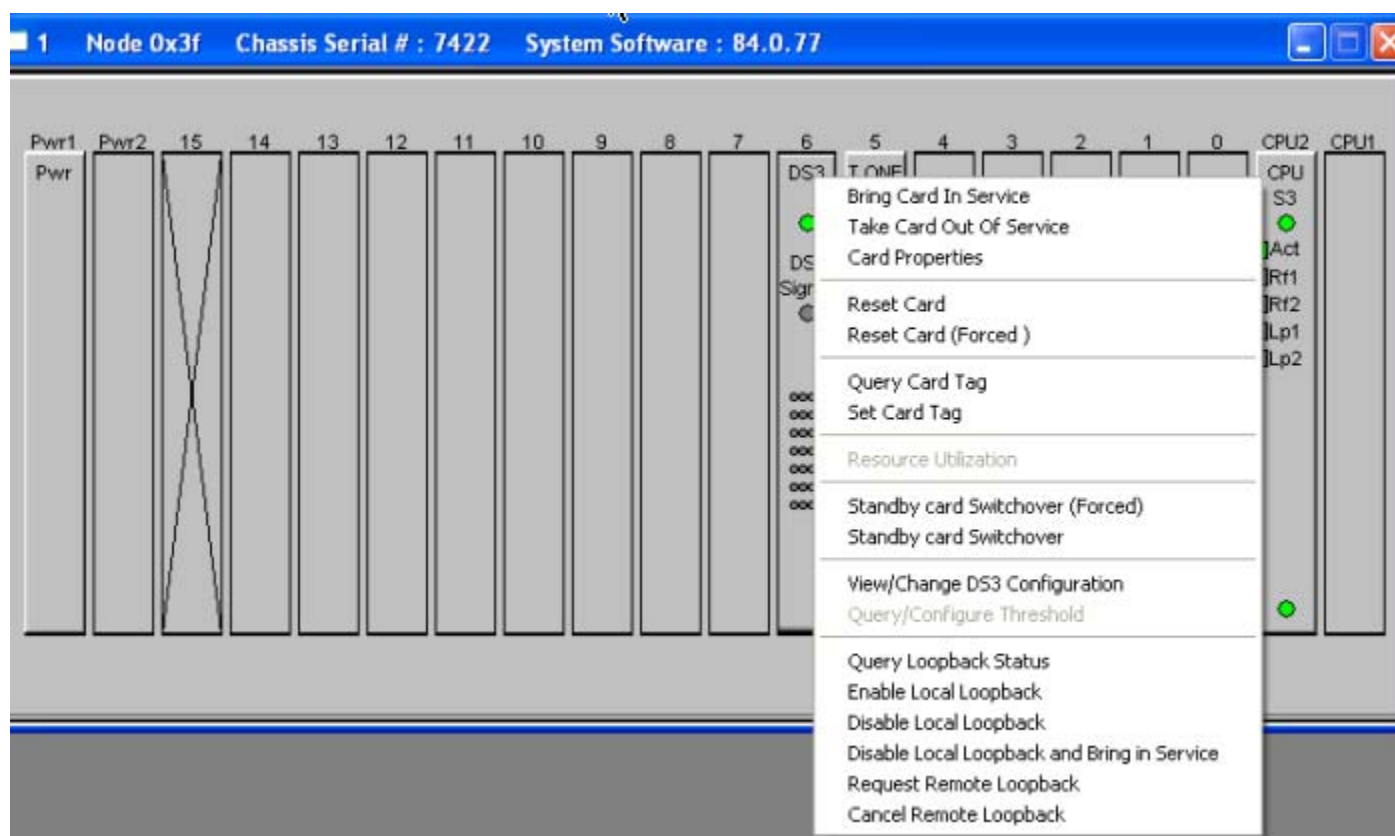 1 Node 0x3f Chassis Serial # : 7422 System Software : 84.0.77
Pwr1 Pwr2 15 14 13 12 11 10 9 8 7 6 5 4 3 2 1 0 CPU2 CPU1
Pwr DS3 T ONE CPU
S3
DS
Sign
Act
Rf1
Rf2
Lp1
Lp2
Bring Card In Service
Take Card Out Of Service
Card Properties
Reset Card
Reset Card (Forced )
Query Card Tag
Set Card Tag
Resource Utilization
Standby card Switchover (Forced)
Standby card Switchover
View/Change DS3 Configuration
Query/Configure Threshold
Query Loopback Status
Enable Local Loopback
Disable Local Loopback
Disable Local Loopback and Bring in Service
Request Remote Loopback
Cancel Remote Loopback